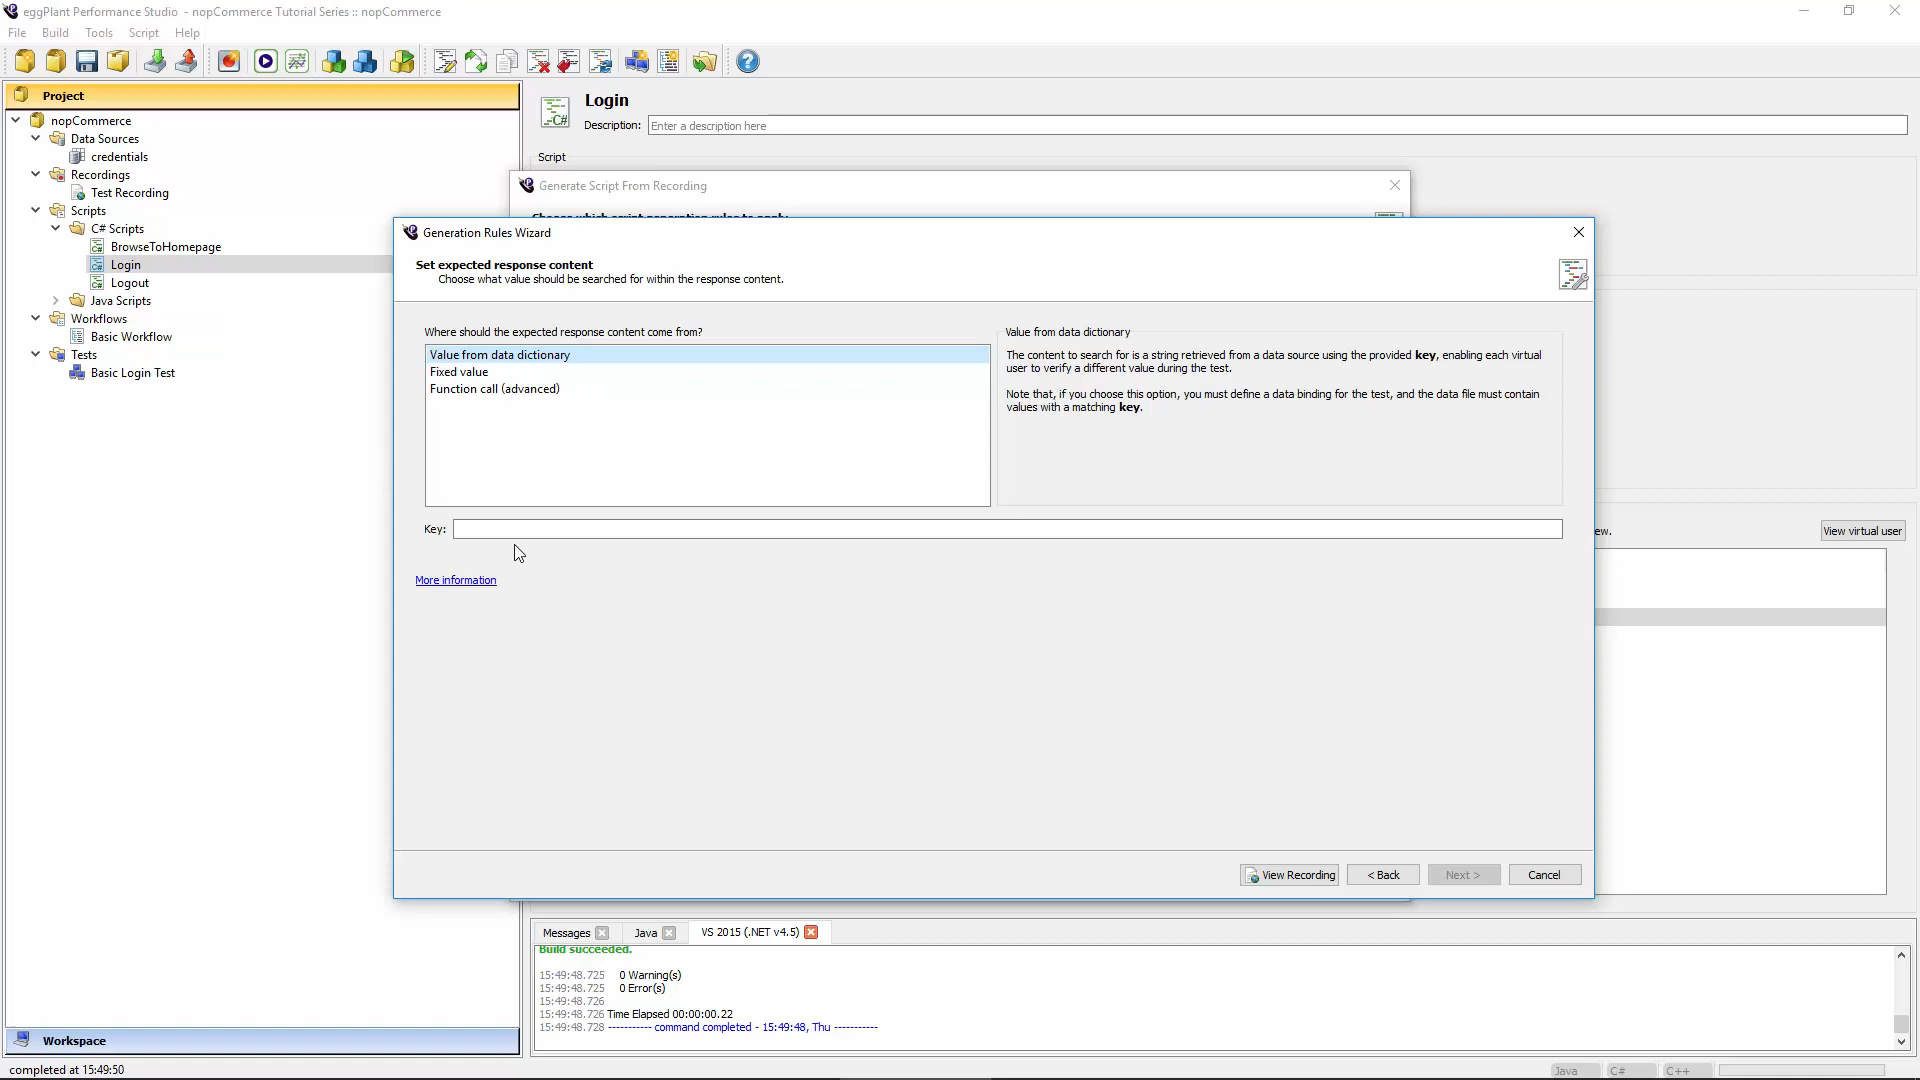 eggPlant Performance Studio - nopCommerce Tutorial Series :: nopCommerce
File Build Tools Script Help
Project
nopCommerce
Data Sources
credentials
Recordings
Test Recording
Scripts
C# Scripts
BrowseToHomepage
Login
Logout
Java Scripts
Workflows
Basic Workflow
Tests
Basic Login Test
Workspace
completed at 15:49:50
Login
Description: Enter a description here
Script
Generate Script From Recording
Generation Rules Wizard
Set expected response content
Choose what value should be searched for within the response content.
Where should the expected response content come from?
Value from data dictionary
Fixed value
Function call (advanced)
Value from data dictionary
The content to search for is a string retrieved from a data source using the provided key, enabling each virtual
user to verify a different value during the test.
Note that, if you choose this option, you must define a data binding for the test, and the data file must contain
values with a matching key.
Key:
More information
View Recording < Back Next > Cancel
ew.
View virtual user
Messages Java VS 2015 (.NET v4.5)
Build succeeded.
15:49:48.725 0 Warning(s)
15:49:48.725 0 Error(s)
15:49:48.726
15:49:48.726 Time Elapsed 00:00:00.22
15:49:48.728 ----------- command completed - 15:49:48, Thu -----------
Java C# C++